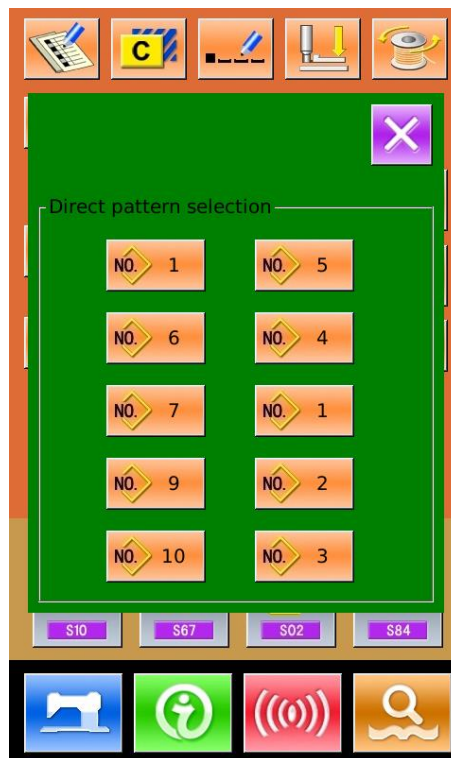 C
Direct pattern selection
NO. 1 NO. 5
NO. 6 NO. 4
NO. 7 NO. 1
NO. 9 NO. 2
NO. 10 NO. 3
S10 S67 S02 S84